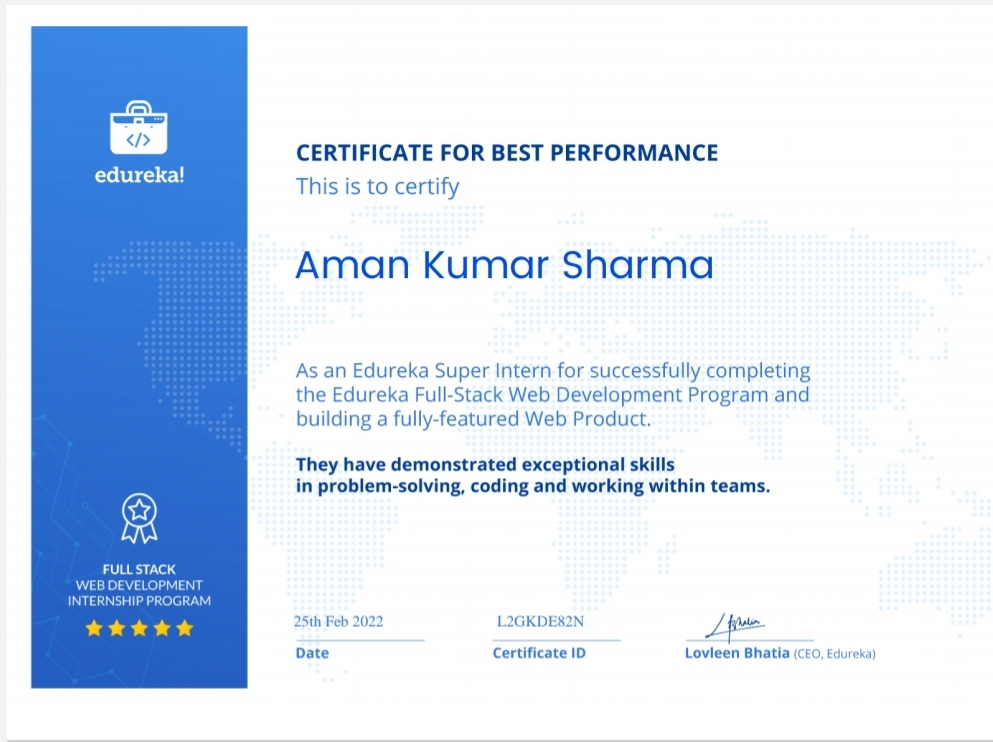 </>
edureka!
CERTIFICATE FOR BEST PERFORMANCE
This is to certify
Aman Kumar Sharma
As an Edureka Super Intern for successfully completing
the Edureka Full-Stack Web Development Program and
building a fully-featured Web Product.
They have demonstrated exceptional skills
in problem-solving, coding and working within teams.
FULL STACK
WEB DEVELOPMENT
INTERNSHIP PROGRAM
25th Feb 2022
Date
L2GKDE82N
Certificate ID
Lovleen Bhatia (CEO, Edureka)